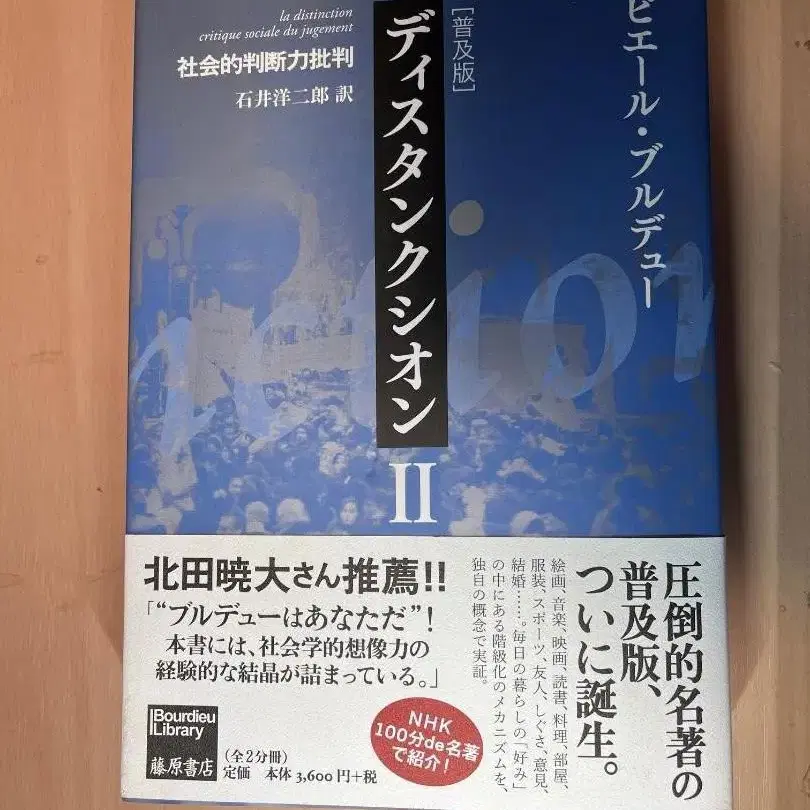 ピエール・ブルデュー
[普及版]
ディスタンクシオン
II
la distinction
critique sociale du jugement
社会的判断力批判
石井洋二郎 訳
圧倒的名著の
普及版、
ついに誕生。
絵画、音楽、映画、読書、料理、部屋、
服装、スポーツ、友人、しぐさ、意見、
結婚……。毎日の暮らしの「好み」
の中にある階級化のメカニズムを、
独自の概念で実証。
北田暁大さん推薦!!
「“ブルデューはあなただ”!
本書には、社会学的想像力の
経験的な結晶が詰まっている。」
NHK
100分de名著
で紹介!
Bourdieu
Library
藤原書店
(全2分冊)
定価 本体3,600円+税